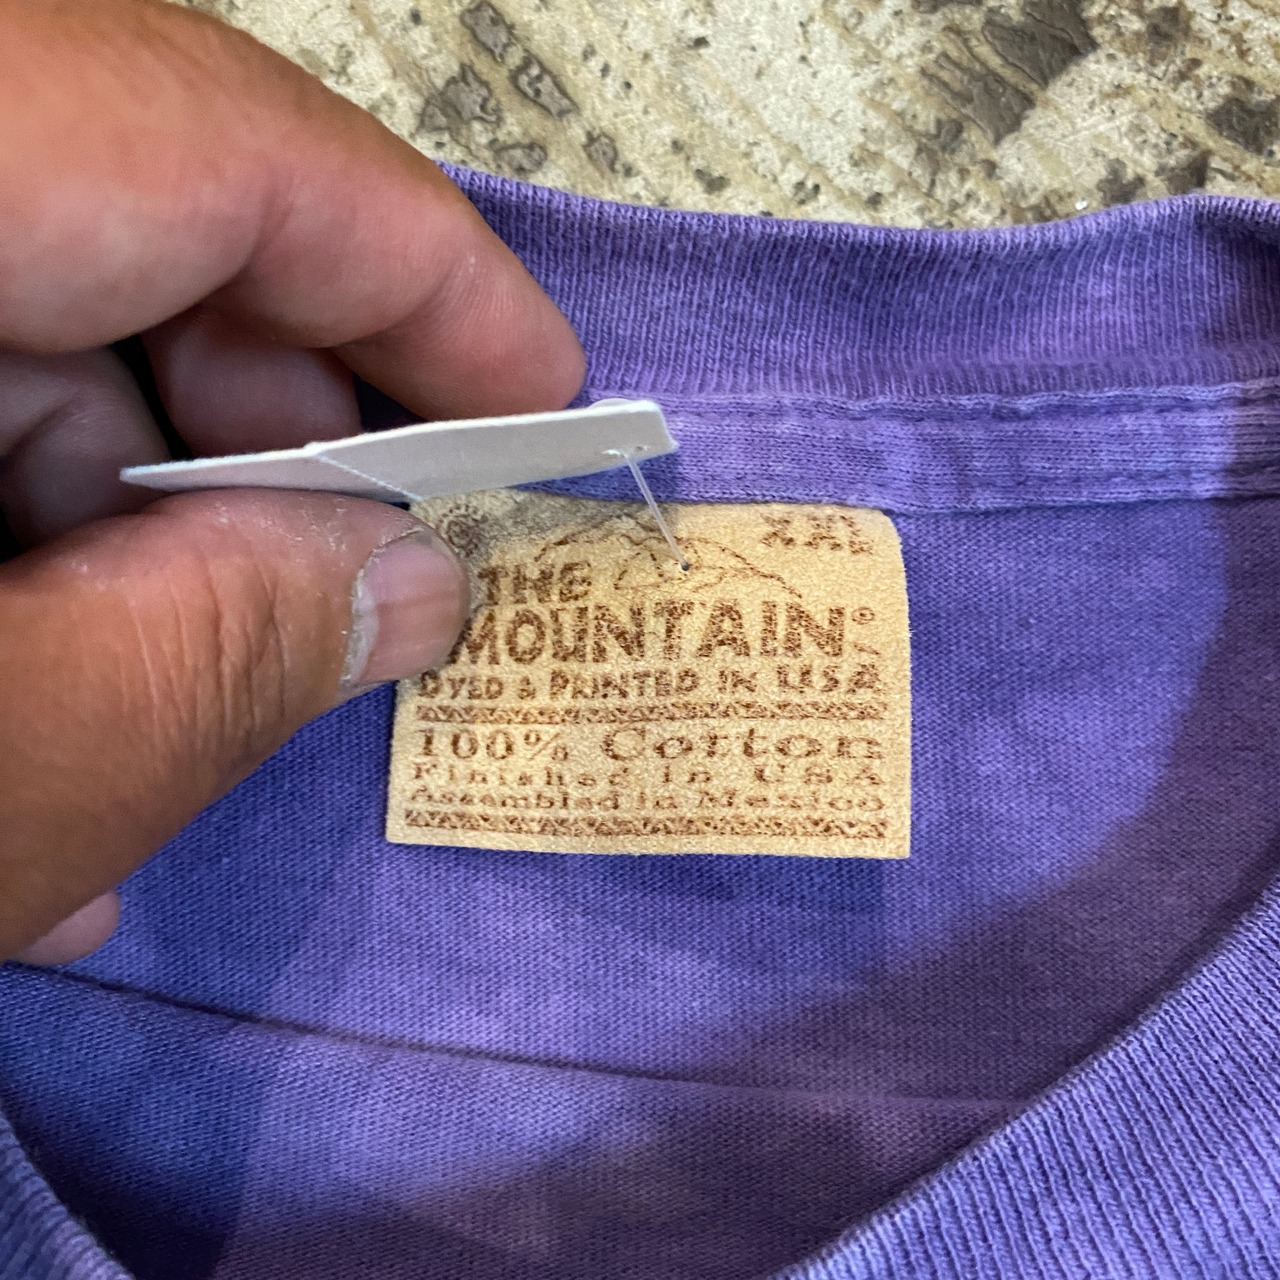 XXL
THE
MOUNTAIN®
DYED & PRINTED IN USA
100% Cotton
Finished in USA
Assembled in Mexico